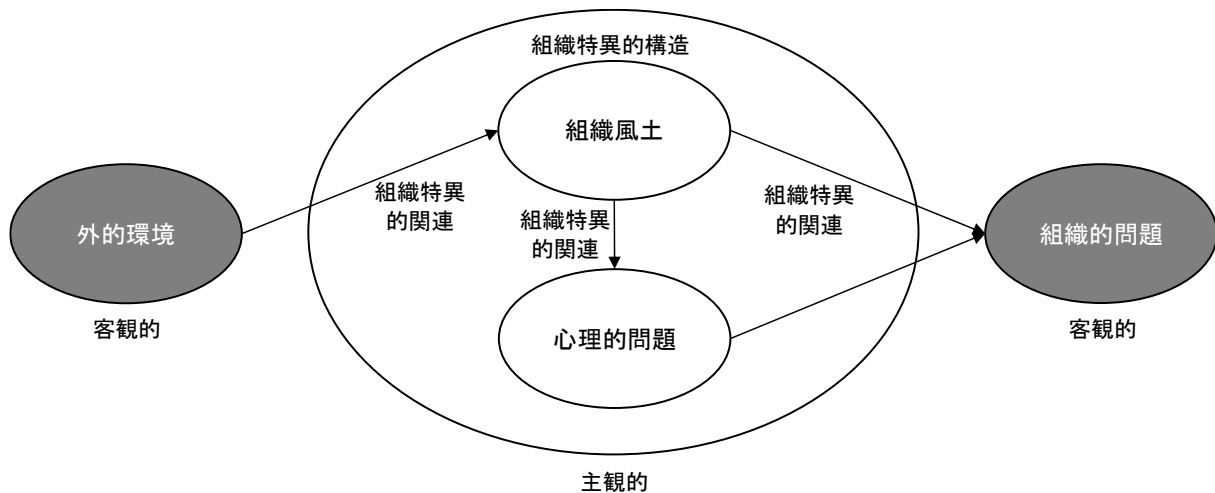 組織特異的構造
組織風土
組織特異
的関連
組織特異
的関連
組織特異
的関連
外的環境
組織的問題
客観的
心理的問題
客観的
主観的